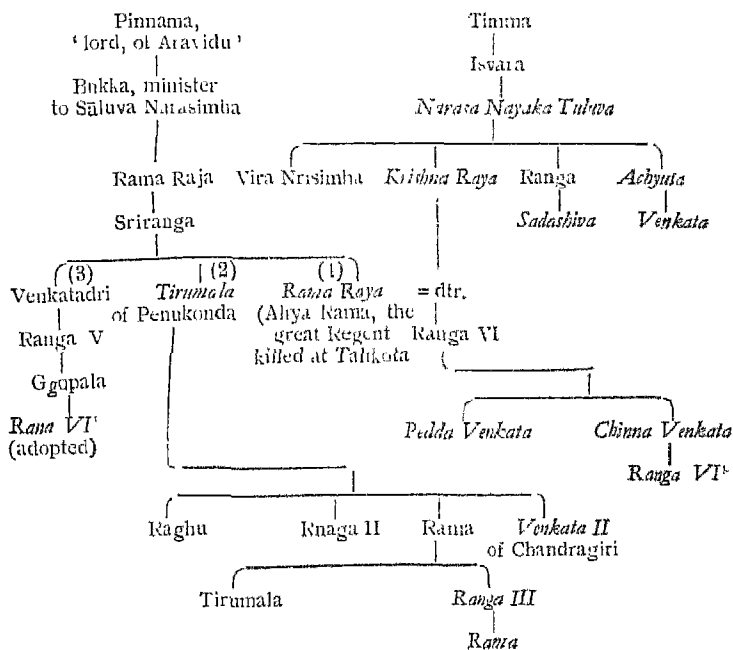 Pinnama,
' lord, of Aravidu '
Timma
Isvara
Bukka, minister
to Sāluva Narasimha
Narasa Nayaka Tuluva
Rama Raja
Vira Nrisimha
Krishna Raya
Ranga
Achyuta
Sriranga
Sadashiva
Venkata
(3)
(2)
(1)
Venkatadri
Tirumala
of Penukonda
Rama Raya
(Aliya Rama, the
great Regent
killed at Talikota
= dtr.
Ranga V
Ranga VI
Ggopala
Rana VI
(adopted)
Pedda Venkata
Chinna Venkata
Ranga VI
Raghu
Rnaga II
Rama
Venkata II
of Chandragiri
Tirumala
Ranga III
Rama